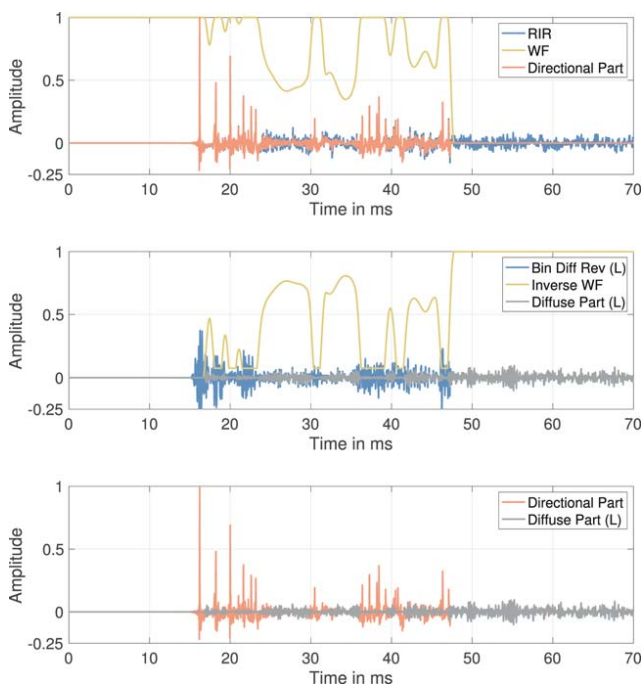 1
0.5
0
-0.25
Amplitude
RIR
WF
Directional Part
0 10 20 30 40 50 60 70
Time in ms
1
0.5
0
-0.25
Amplitude
Bin Diff Rev (L)
Inverse WF
Diffuse Part (L)
0 10 20 30 40 50 60 70
Time in ms
1
0.5
0
-0.25
Amplitude
Directional Part
Diffuse Part (L)
0 10 20 30 40 50 60 70
Time in ms